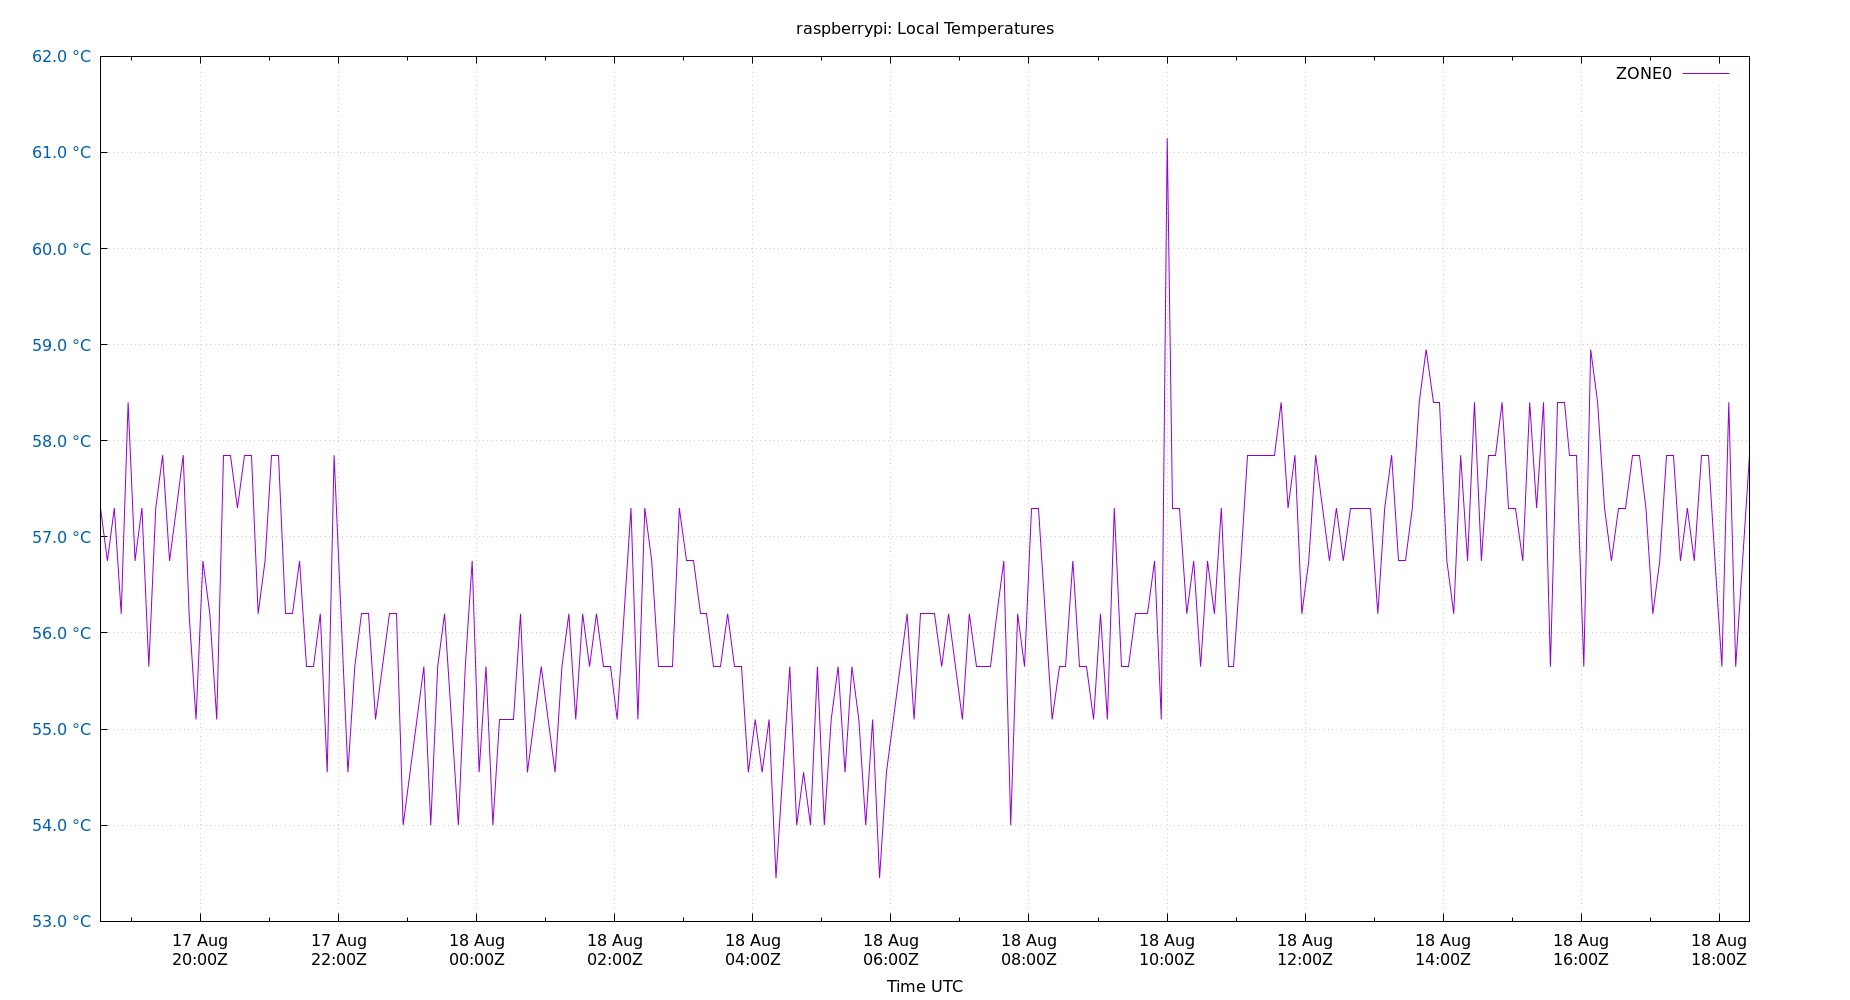 raspberrypi: Local Temperatures
62.0 °C
ZONE0
61.0 °C
60.0 °C
59.0 °C
58.0 °C
57.0 °C
56.0 °C
55.0 °C
54.0 °C
53.0 °C
17 Aug 17 Aug 18 Aug 18 Aug 18 Aug 18 Aug 18 Aug 18 Aug 18 Aug 18 Aug 18 Aug 18 Aug
20:00Z 22:00Z 00:00Z 02:00Z 04:00Z 06:00Z 08:00Z 10:00Z 12:00Z 14:00Z 16:00Z 18:00Z
Time UTC